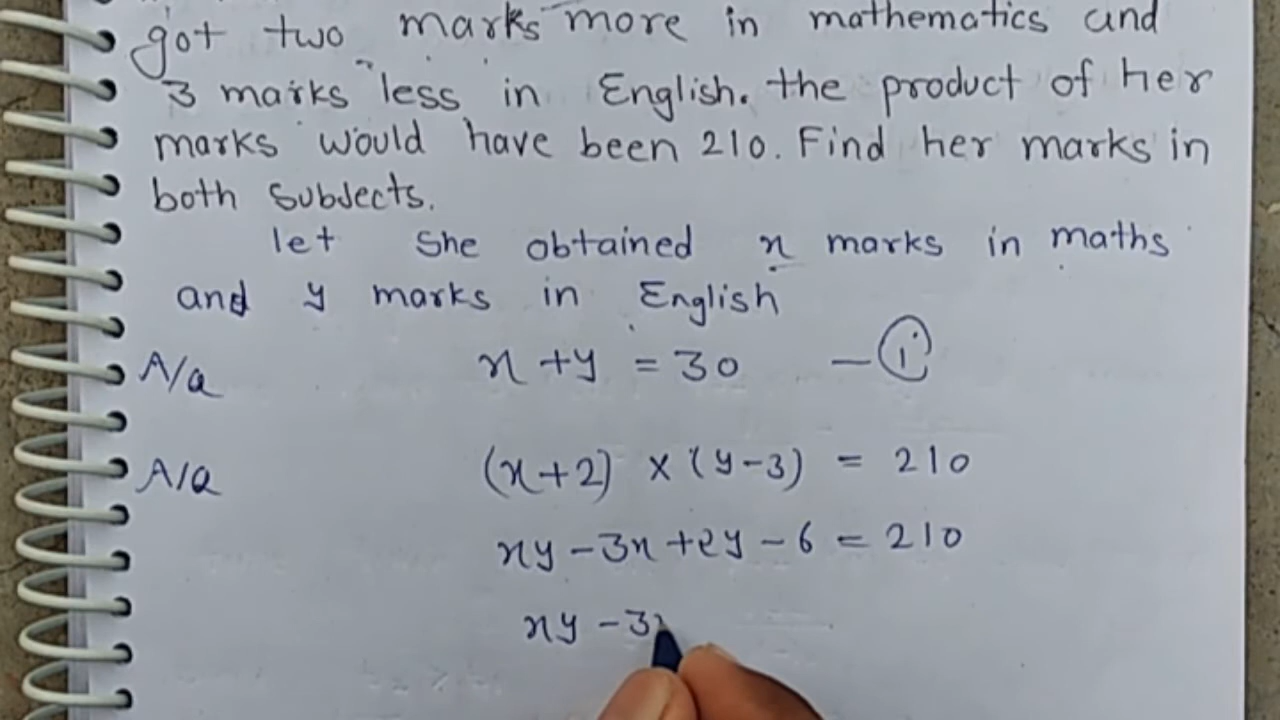 got two marks more in mathematics and
3 marks less in English. the product of her
marks would have been 210. Find her marks in
both subjects.
let she obtained x marks in maths
and y marks in English
A/q x + y = 30 — (i)
A/q (x+2) × (y-3) = 210
xy - 3x + 2y - 6 = 210
xy - 3x